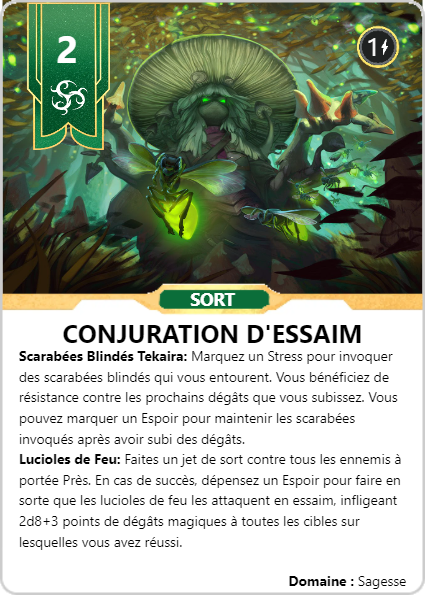 2
1
SORT
CONJURATION D'ESSAIM
Scarabées Blindés Tekaira: Marquez un Stress pour invoquer
des scarabées blindés qui vous entourent. Vous bénéficiez de
résistance contre les prochains dégâts que vous subissez. Vous
pouvez marquer un Espoir pour maintenir les scarabées
invoqués après avoir subi des dégâts.
Lucioles de Feu: Faites un jet de sort contre tous les ennemis à
portée Près. En cas de succès, dépensez un Espoir pour faire en
sorte que les lucioles de feu les attaquent en essaim, infligeant
2d8+3 points de dégâts magiques à toutes les cibles sur
lesquelles vous avez réussi.
Domaine : Sagesse